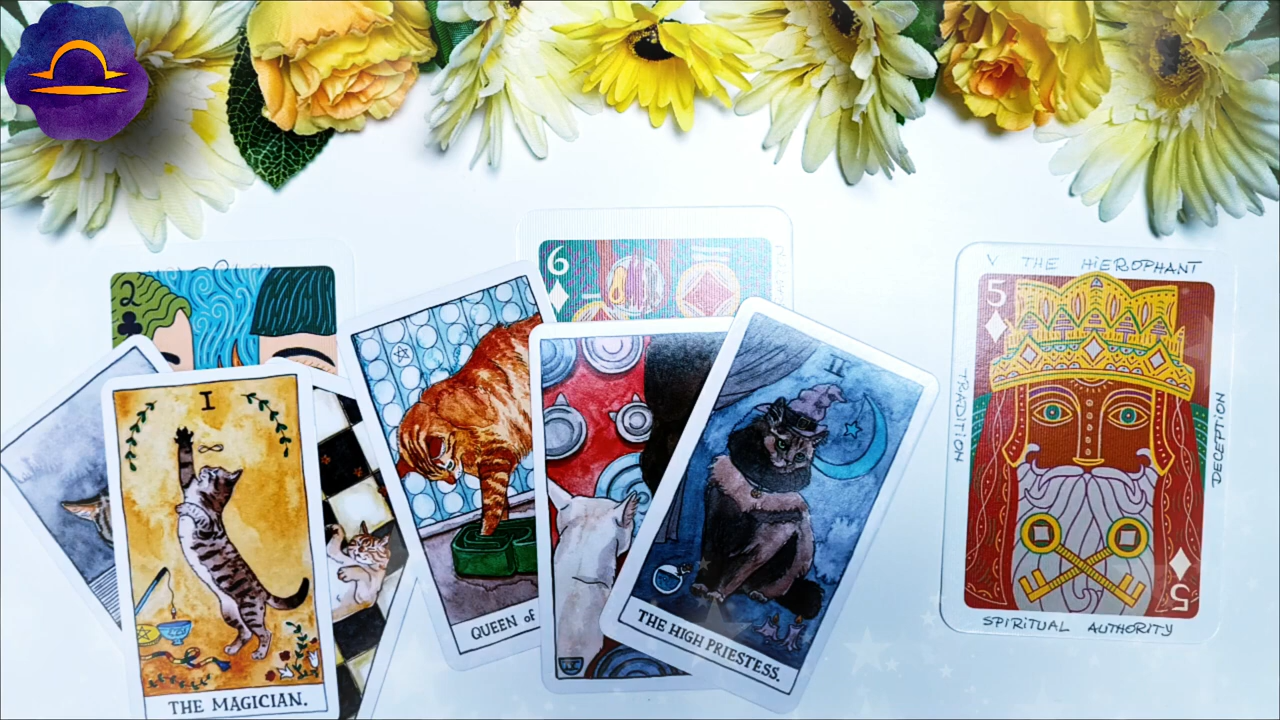 2
I
THE MAGICIAN.
QUEEN OF
6
II
THE HIGH PRIESTESS.
V THE HIEROPHANT
5
TRADITION
DECEPTION
5
SPIRITUAL AUTHORITY